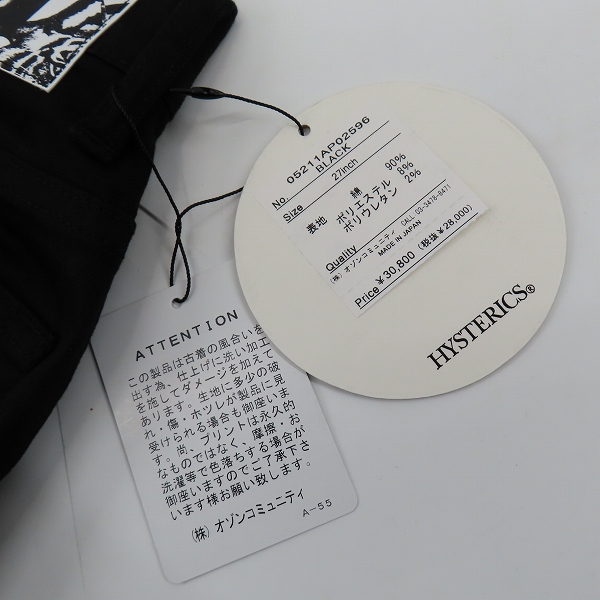 No. 05211AP02596
BLACK
Size 27inch
表地 綿 90%
ポリエステル 8%
ポリウレタン 2%
Quality
(株) オゾンコミュニティ CALL 03-3478-8471
MADE IN JAPAN
Price ¥30,800 (税抜¥28,000)
HYSTERICS®
ATTENTION
この製品は古着の風合いを
出す為、仕上げに洗い加工
を施してダメージを加えて
あります。生地に多少の破
れ・傷・ホツレが製品に見
受けられる場合も御座いま
す。尚、プリントは永久的
なものではなく、摩擦・お
洗濯等で色落ちする場合が
御座いますのでご了承下さ
います様お願い致します。
(株) オゾンコミュニティ
A-55